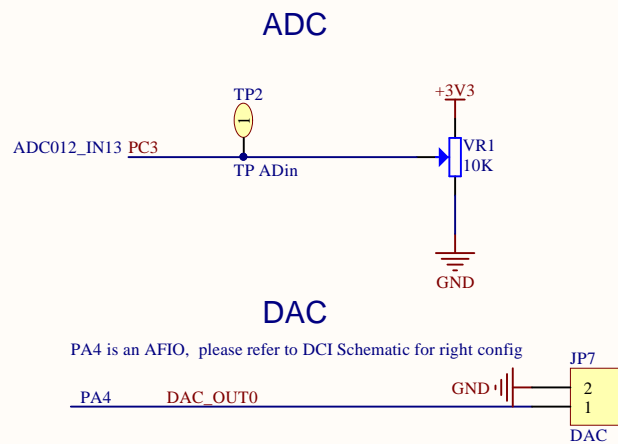 ADC
TP2
1
+3V3
ADC012_IN13 PC3
VR1
TP ADin
10K
GND
DAC
PA4 is an AFIO, please refer to DCI Schematic for right config
JP7
GND 2
PA4 DAC_OUT0 1
DAC